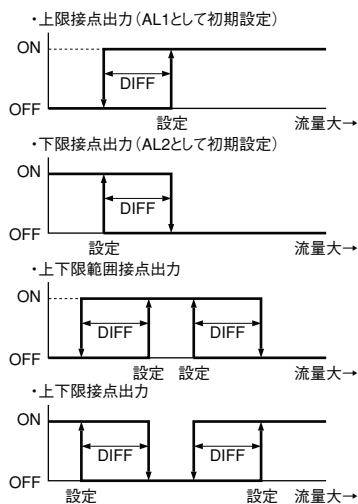 ・上限接点出力(AL1として初期設定)
ON
DIFF
OFF
設定 流量大→
・下限接点出力(AL2として初期設定)
ON
DIFF
OFF
設定 流量大→
・上下限範囲接点出力
ON
DIFF DIFF
OFF
設定 設定 流量大→
・上下限接点出力
ON
DIFF DIFF
OFF
設定 設定 流量大→